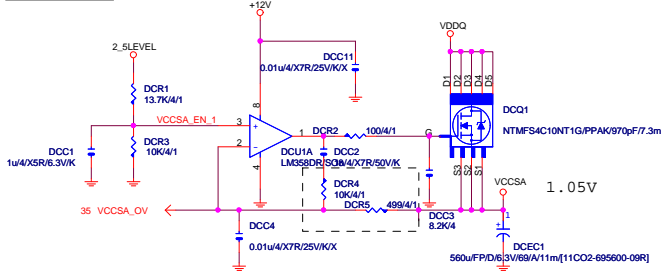 +12V
VDDQ
2_5LEVEL
DCC11
0.01u/4/X7R/25V/K/X
D1
D2
D3
D4
D5
DCR1
13.7K/4/1
8
DCQ1
VCCSA_EN_1
3
+
1
DCR2
100/4/1
G
NTMFS4C10NT1G/PPAK/970pF/7.3m
DCC1
1u/4/X5R/6.3V/K
DCR3
10K/4/1
2
-
4
DCU1A
LM358DR/SO8
DCC2
/4/X7R/50V/K
S3
S2
S1
DCR4
10K/4/1
VCCSA
1.05V
35 VCCSA_OV
DCR5
499/4/1
DCC3
8.2K/4
DCC4
0.01u/4/X7R/25V/K/X
+
1
DCEC1
560u/FP/D/6.3V/69/A/11m/[11CO2-695600-09R]